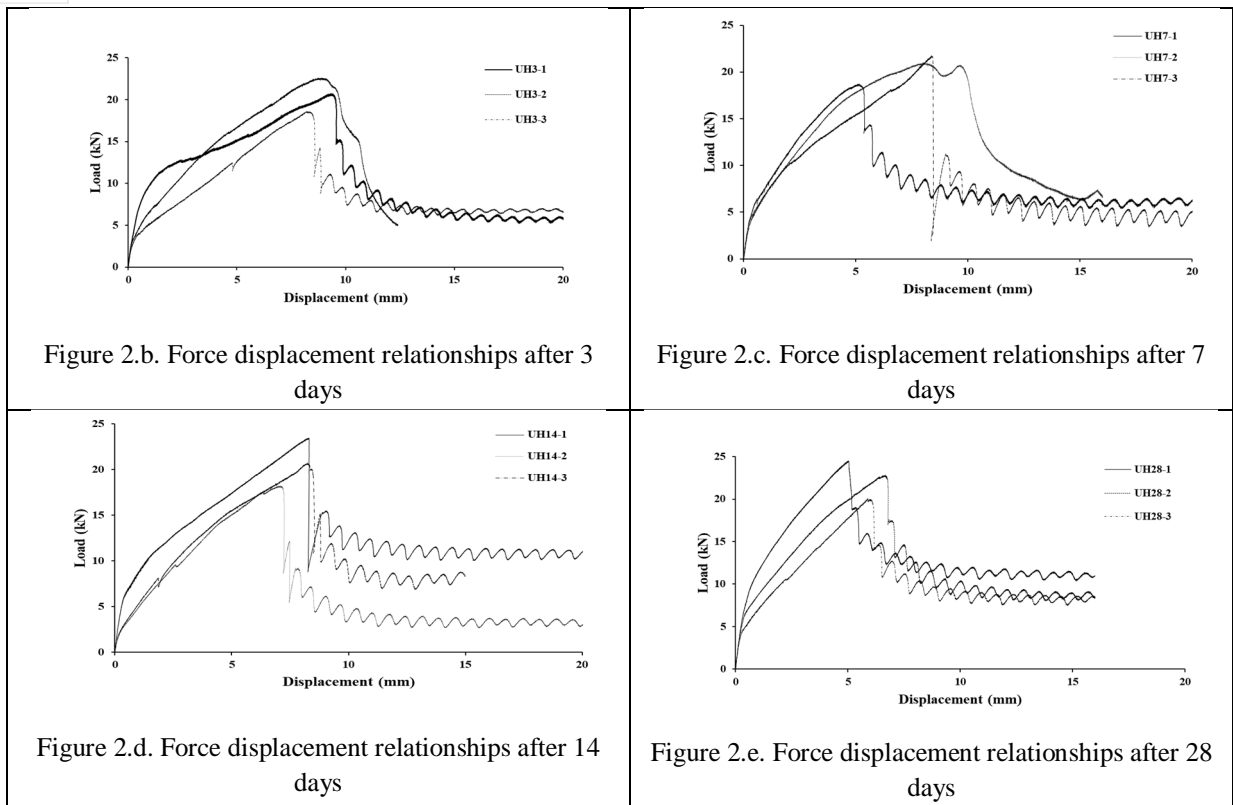 25
20
15
10
5
0
Load (kN)
UH3-1
UH3-2
UH3-3
0
5
10
15
20
Displacement (mm)
Figure 2.b. Force displacement relationships after 3
days
25
20
15
10
5
0
Load (kN)
UH7-1
UH7-2
UH7-3
0
5
10
15
20
Displacement (mm)
Figure 2.c. Force displacement relationships after 7
days
25
20
15
10
5
0
Load (kN)
UH14-1
UH14-2
UH14-3
0
5
10
15
20
Displacement (mm)
Figure 2.d. Force displacement relationships after 14
days
25
20
15
10
5
0
Load (kN)
UH28-1
UH28-2
UH28-3
0
5
10
15
20
Displacement (mm)
Figure 2.e. Force displacement relationships after 28
days